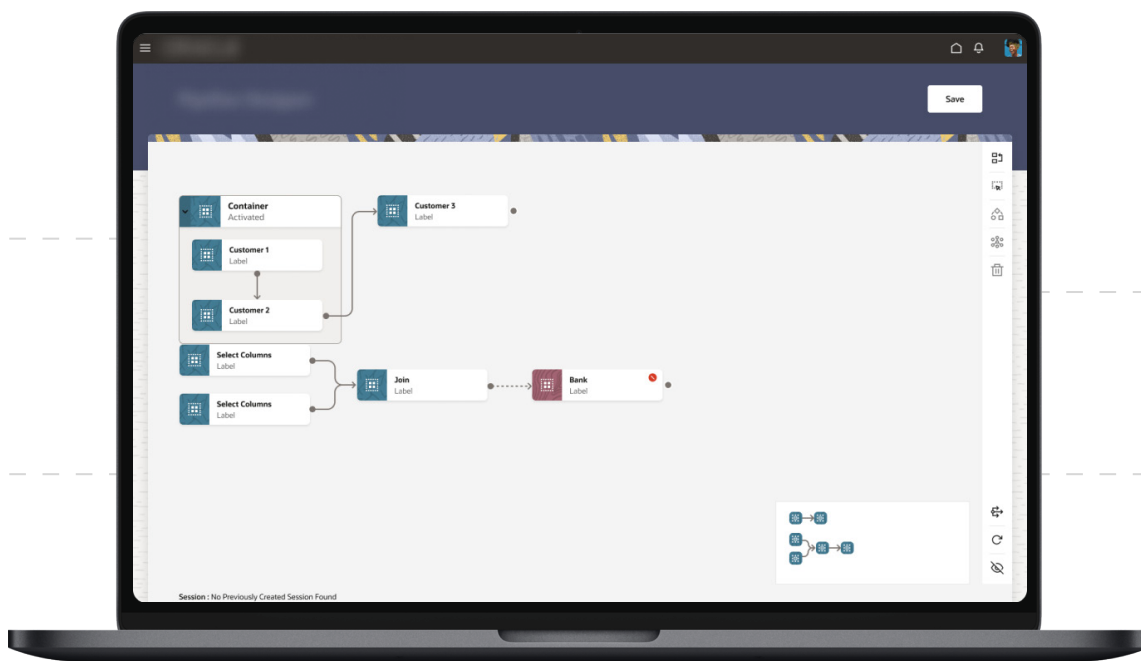 Save
Container
Activated
Customer 1
Label
Customer 2
Label
Customer 3
Label
Select Columns
Label
Select Columns
Label
Join
Label
Bank
Label
Session : No Previously Created Session Found